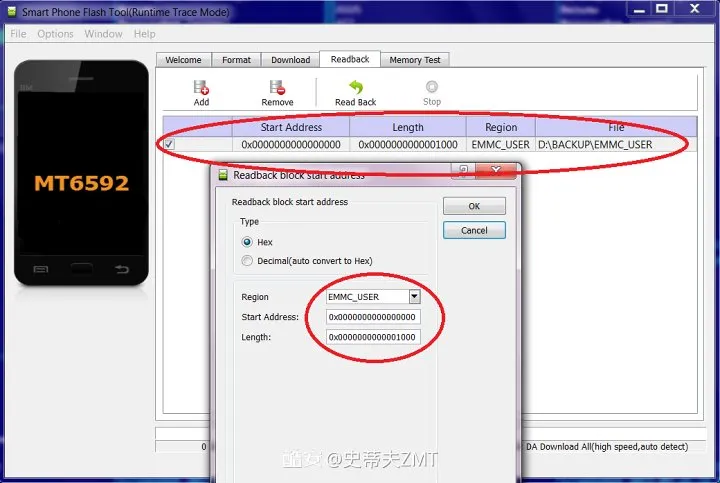 Smart Phone Flash Tool(Runtime Trace Mode)
File Options Window Help
Welcome Format Download Readback Memory Test
Add Remove Read Back Stop
Start Address Length Region File
0x0000000000000000 0x0000000000001000 EMMC_USER D:\BACKUP\EMMC_USER
MT6592
Readback block start address
Readback block start address
Type
Hex
Decimal(auto convert to Hex)
OK
Cancel
Region EMMC_USER
Start Address: 0x0000000000000000
Length: 0x0000000000001000
0
DA Download All(high speed,auto detect)
@史蒂夫ZMT